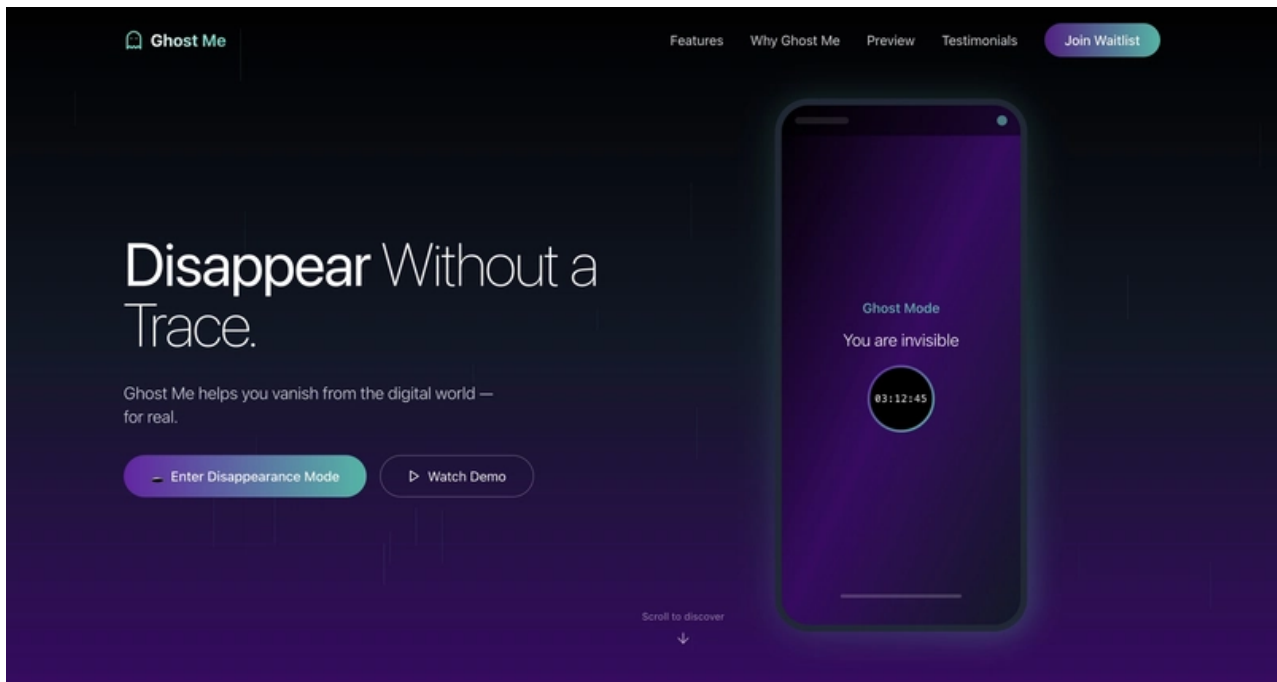 Ghost Me
Features
Why Ghost Me
Preview
Testimonials
Join Waitlist
Disappear Without a
Trace.
Ghost Me helps you vanish from the digital world —
for real.
Enter Disappearance Mode
Watch Demo
Ghost Mode
You are invisible
03:12:45
Scroll to discover